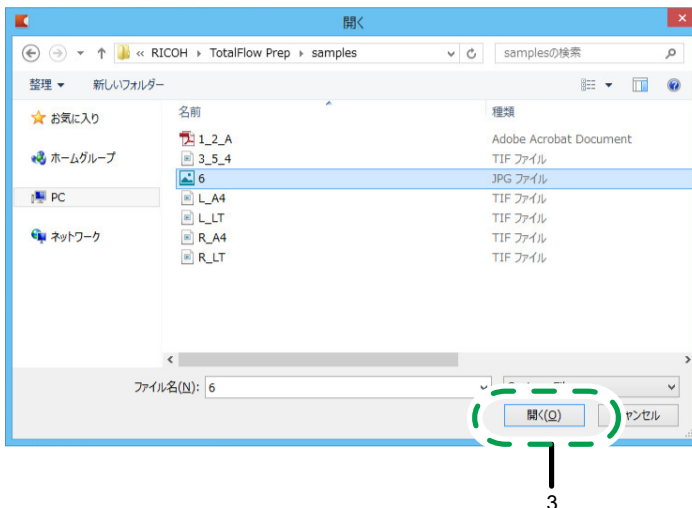 開く
« RICOH ▸ TotalFlow Prep ▸ samples
samplesの検索
整理 新しいフォルダー
お気に入り
ホームグループ
PC
ネットワーク
名前 種類
1_2_A Adobe Acrobat Document
3_5_4 TIF ファイル
6 JPG ファイル
L_A4 TIF ファイル
L_LT TIF ファイル
R_A4 TIF ファイル
R_LT TIF ファイル
ファイル名(N): 6
開く(O) ャンセル
3